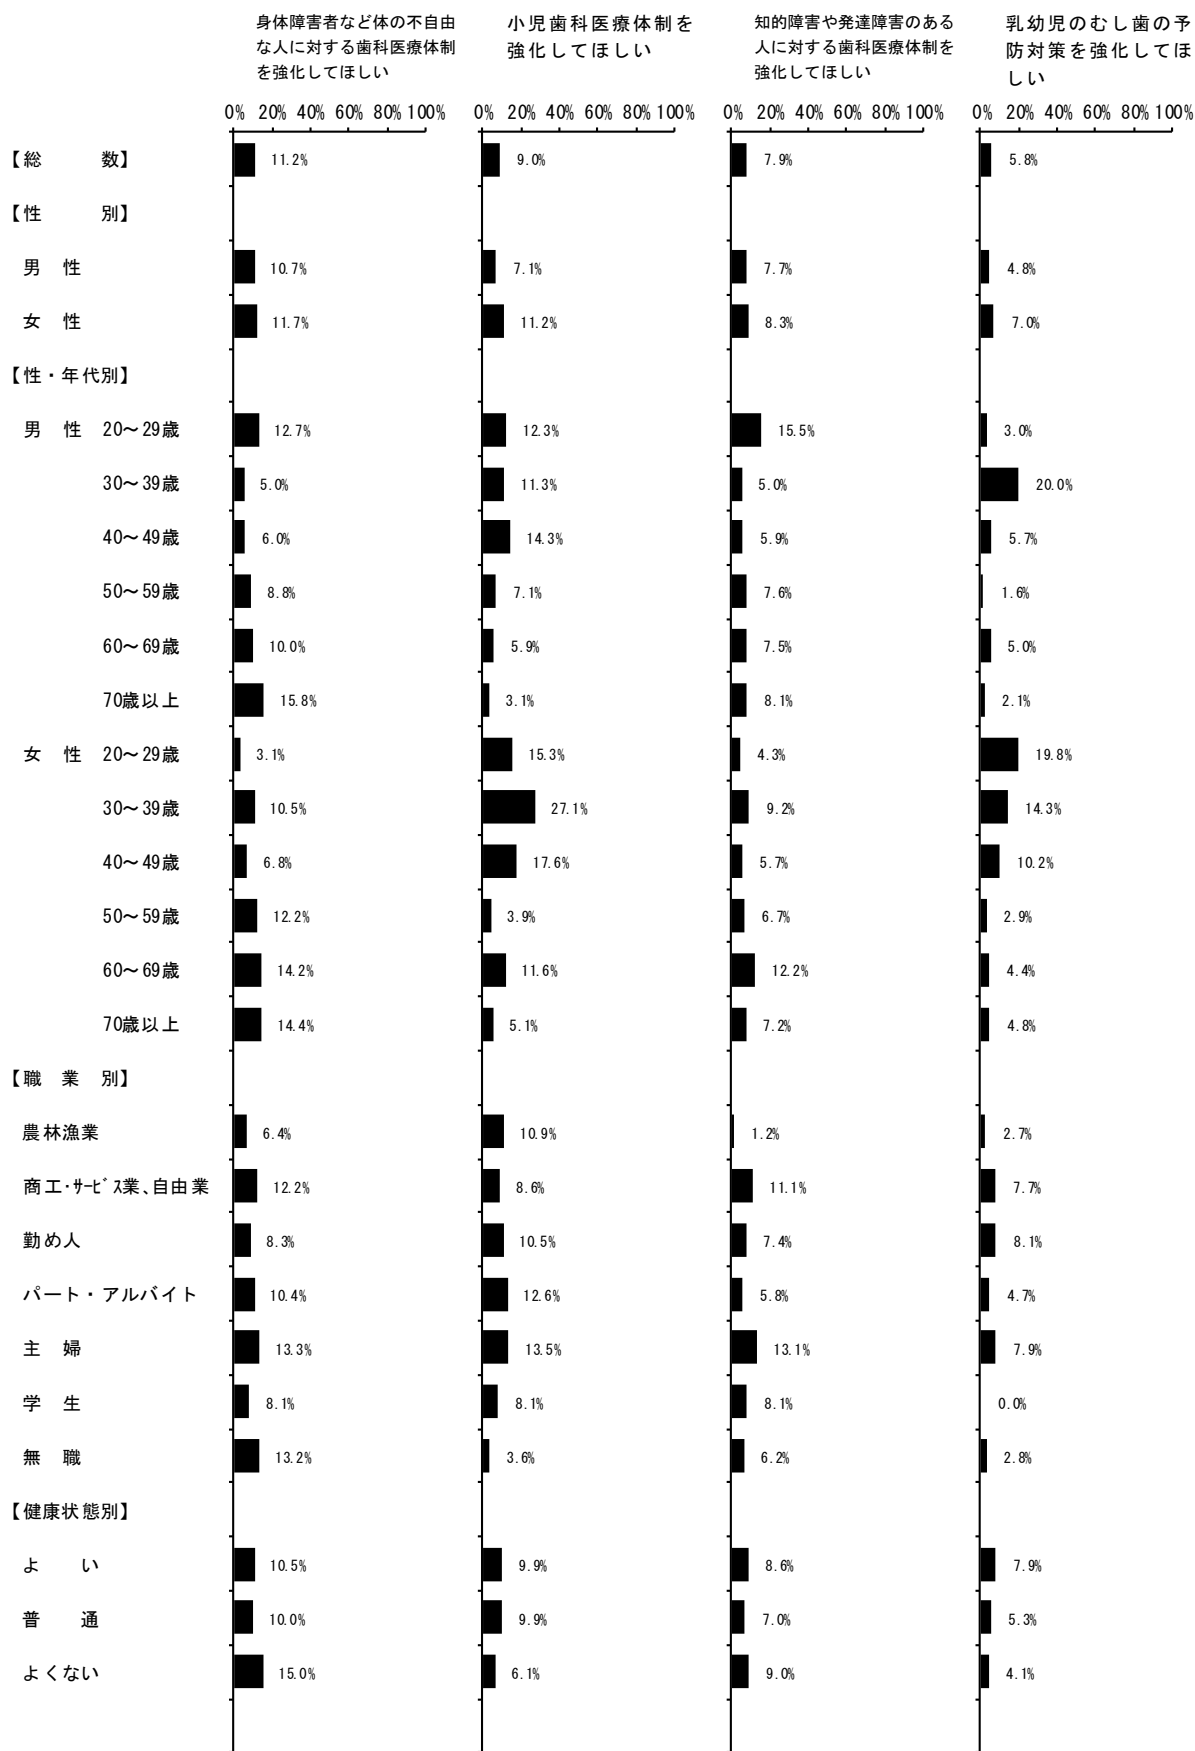 身体障害者など体の不自由
な人に対する歯科医療体制
を強化してほしい
小児歯科医療体制を
強化してほしい
知的障害や発達障害のある
人に対する歯科医療体制を
強化してほしい
乳幼児のむし歯の予
防対策を強化してほ
しい
0% 20% 40% 60% 80% 100% 0% 20% 40% 60% 80% 100% 0% 20% 40% 60% 80% 100% 0% 20% 40% 60% 80% 100%
【総　　　数】 11.2% 9.0% 7.9% 5.8%
【性　　　別】
男　性 10.7% 7.1% 7.7% 4.8%
女　性 11.7% 11.2% 8.3% 7.0%
【性・年代別】
男　性 20～29歳 12.7% 12.3% 15.5% 3.0%
30～39歳 5.0% 11.3% 5.0% 20.0%
40～49歳 6.0% 14.3% 5.9% 5.7%
50～59歳 8.8% 7.1% 7.6% 1.6%
60～69歳 10.0% 5.9% 7.5% 5.0%
70歳以上 15.8% 3.1% 8.1% 2.1%
女　性 20～29歳 3.1% 15.3% 4.3% 19.8%
30～39歳 10.5% 27.1% 9.2% 14.3%
40～49歳 6.8% 17.6% 5.7% 10.2%
50～59歳 12.2% 3.9% 6.7% 2.9%
60～69歳 14.2% 11.6% 12.2% 4.4%
70歳以上 14.4% 5.1% 7.2% 4.8%
【職　業　別】
農林漁業 6.4% 10.9% 1.2% 2.7%
商工・ｻｰﾋﾞｽ業、自由業 12.2% 8.6% 11.1% 7.7%
勤め人 8.3% 10.5% 7.4% 8.1%
パート・アルバイト 10.4% 12.6% 5.8% 4.7%
主　婦 13.3% 13.5% 13.1% 7.9%
学　生 8.1% 8.1% 8.1% 0.0%
無　職 13.2% 3.6% 6.2% 2.8%
【健康状態別】
よ　　い 10.5% 9.9% 8.6% 7.9%
普　　通 10.0% 9.9% 7.0% 5.3%
よくない 15.0% 6.1% 9.0% 4.1%